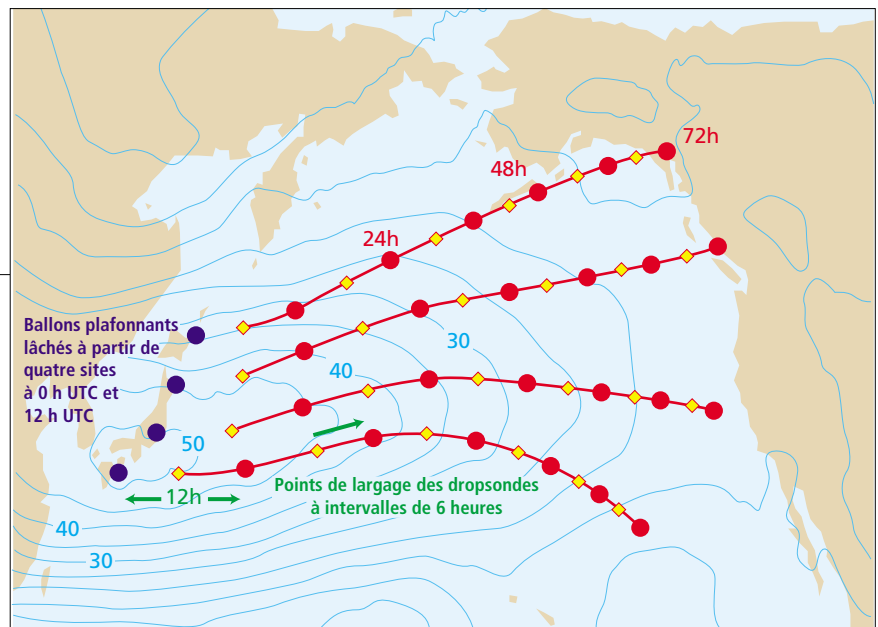 72h
48h
24h
Ballons plafonnants
lâchés à partir de
quatre sites
à 0 h UTC et
12 h UTC
30
40
50
12h
Points de largage des dropsondes
à intervalles de 6 heures
40
30